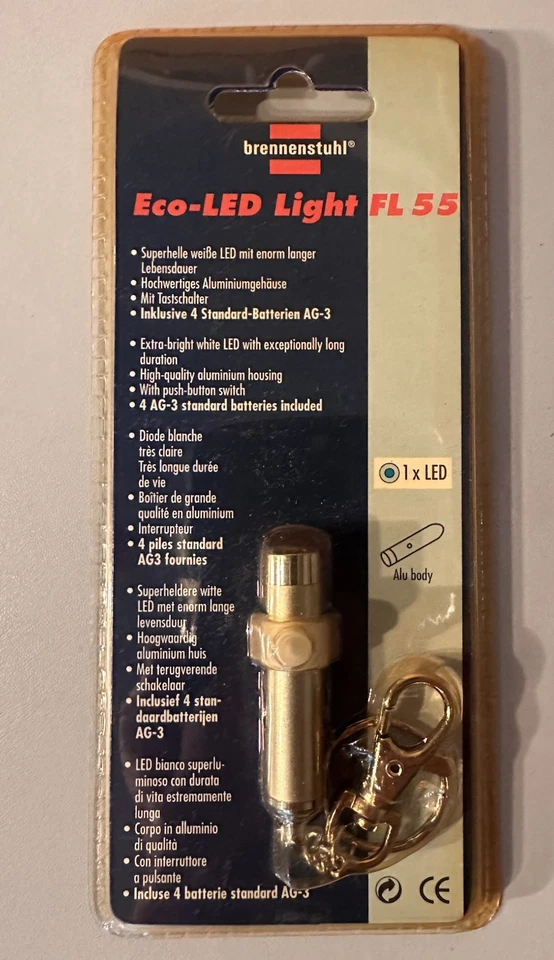 brennenstuhl®
Eco-LED Light FL 55
• Superhelle weiße LED mit enorm langer
Lebensdauer
• Hochwertiges Aluminiumgehäuse
• Mit Tastschalter
• Inklusive 4 Standard-Batterien AG-3
• Extra-bright white LED with exceptionally long
duration
• High-quality aluminium housing
• With push-button switch
• 4 AG-3 standard batteries included
• Diode blanche
très claire
Très longue durée
de vie
• Boîtier de grande
qualité en aluminium
• Interrupteur
• 4 piles standard
AG3 fournies
• Superheldere witte
LED met enorm lange
levensduur
• Hoogwaardig
aluminium huis
• Met terugverende
schakelaar
• Inclusief 4 stan-
daardbatterijen
AG-3
• LED bianco superlu-
minoso con durata
di vita estremamente
lunga
• Corpo in alluminio
di qualità
• Con interruttore
a pulsante
• Incluse 4 batterie standard AG-3
1 x LED
Alu body
CE